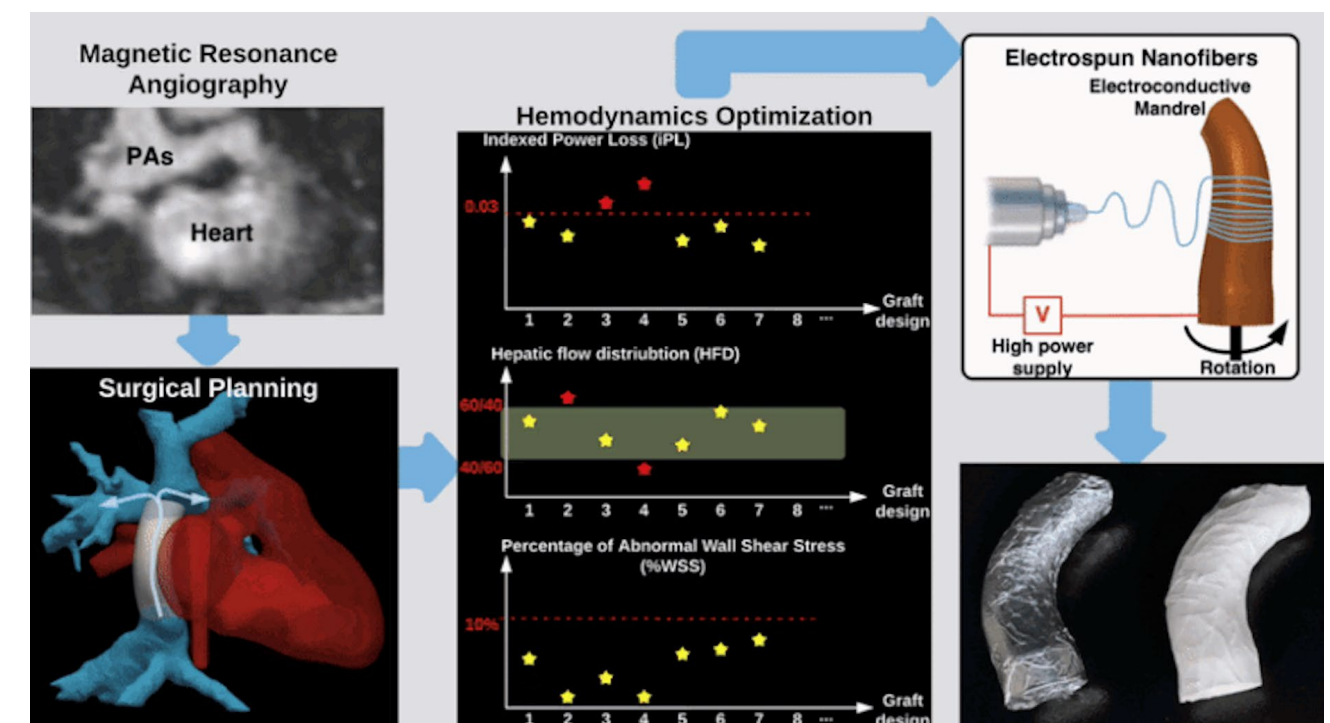 Magnetic Resonance
Angiography
PAs
Heart
Surgical Planning
Hemodynamics Optimization
Indexed Power Loss (iPL)
0.03
Graft
design
1 2 3 4 5 6 7 8 ...
Hepatic flow distriubtion (HFD)
60/40
40/60
Graft
design
1 2 3 4 5 6 7 8 ...
Percentage of Abnormal Wall Shear Stress
(%WSS)
10%
Graft
design
1 2 3 4 5 6 7 8 ...
Electrospun Nanofibers
Electroconductive
Mandrel
V
High power
supply
Rotation